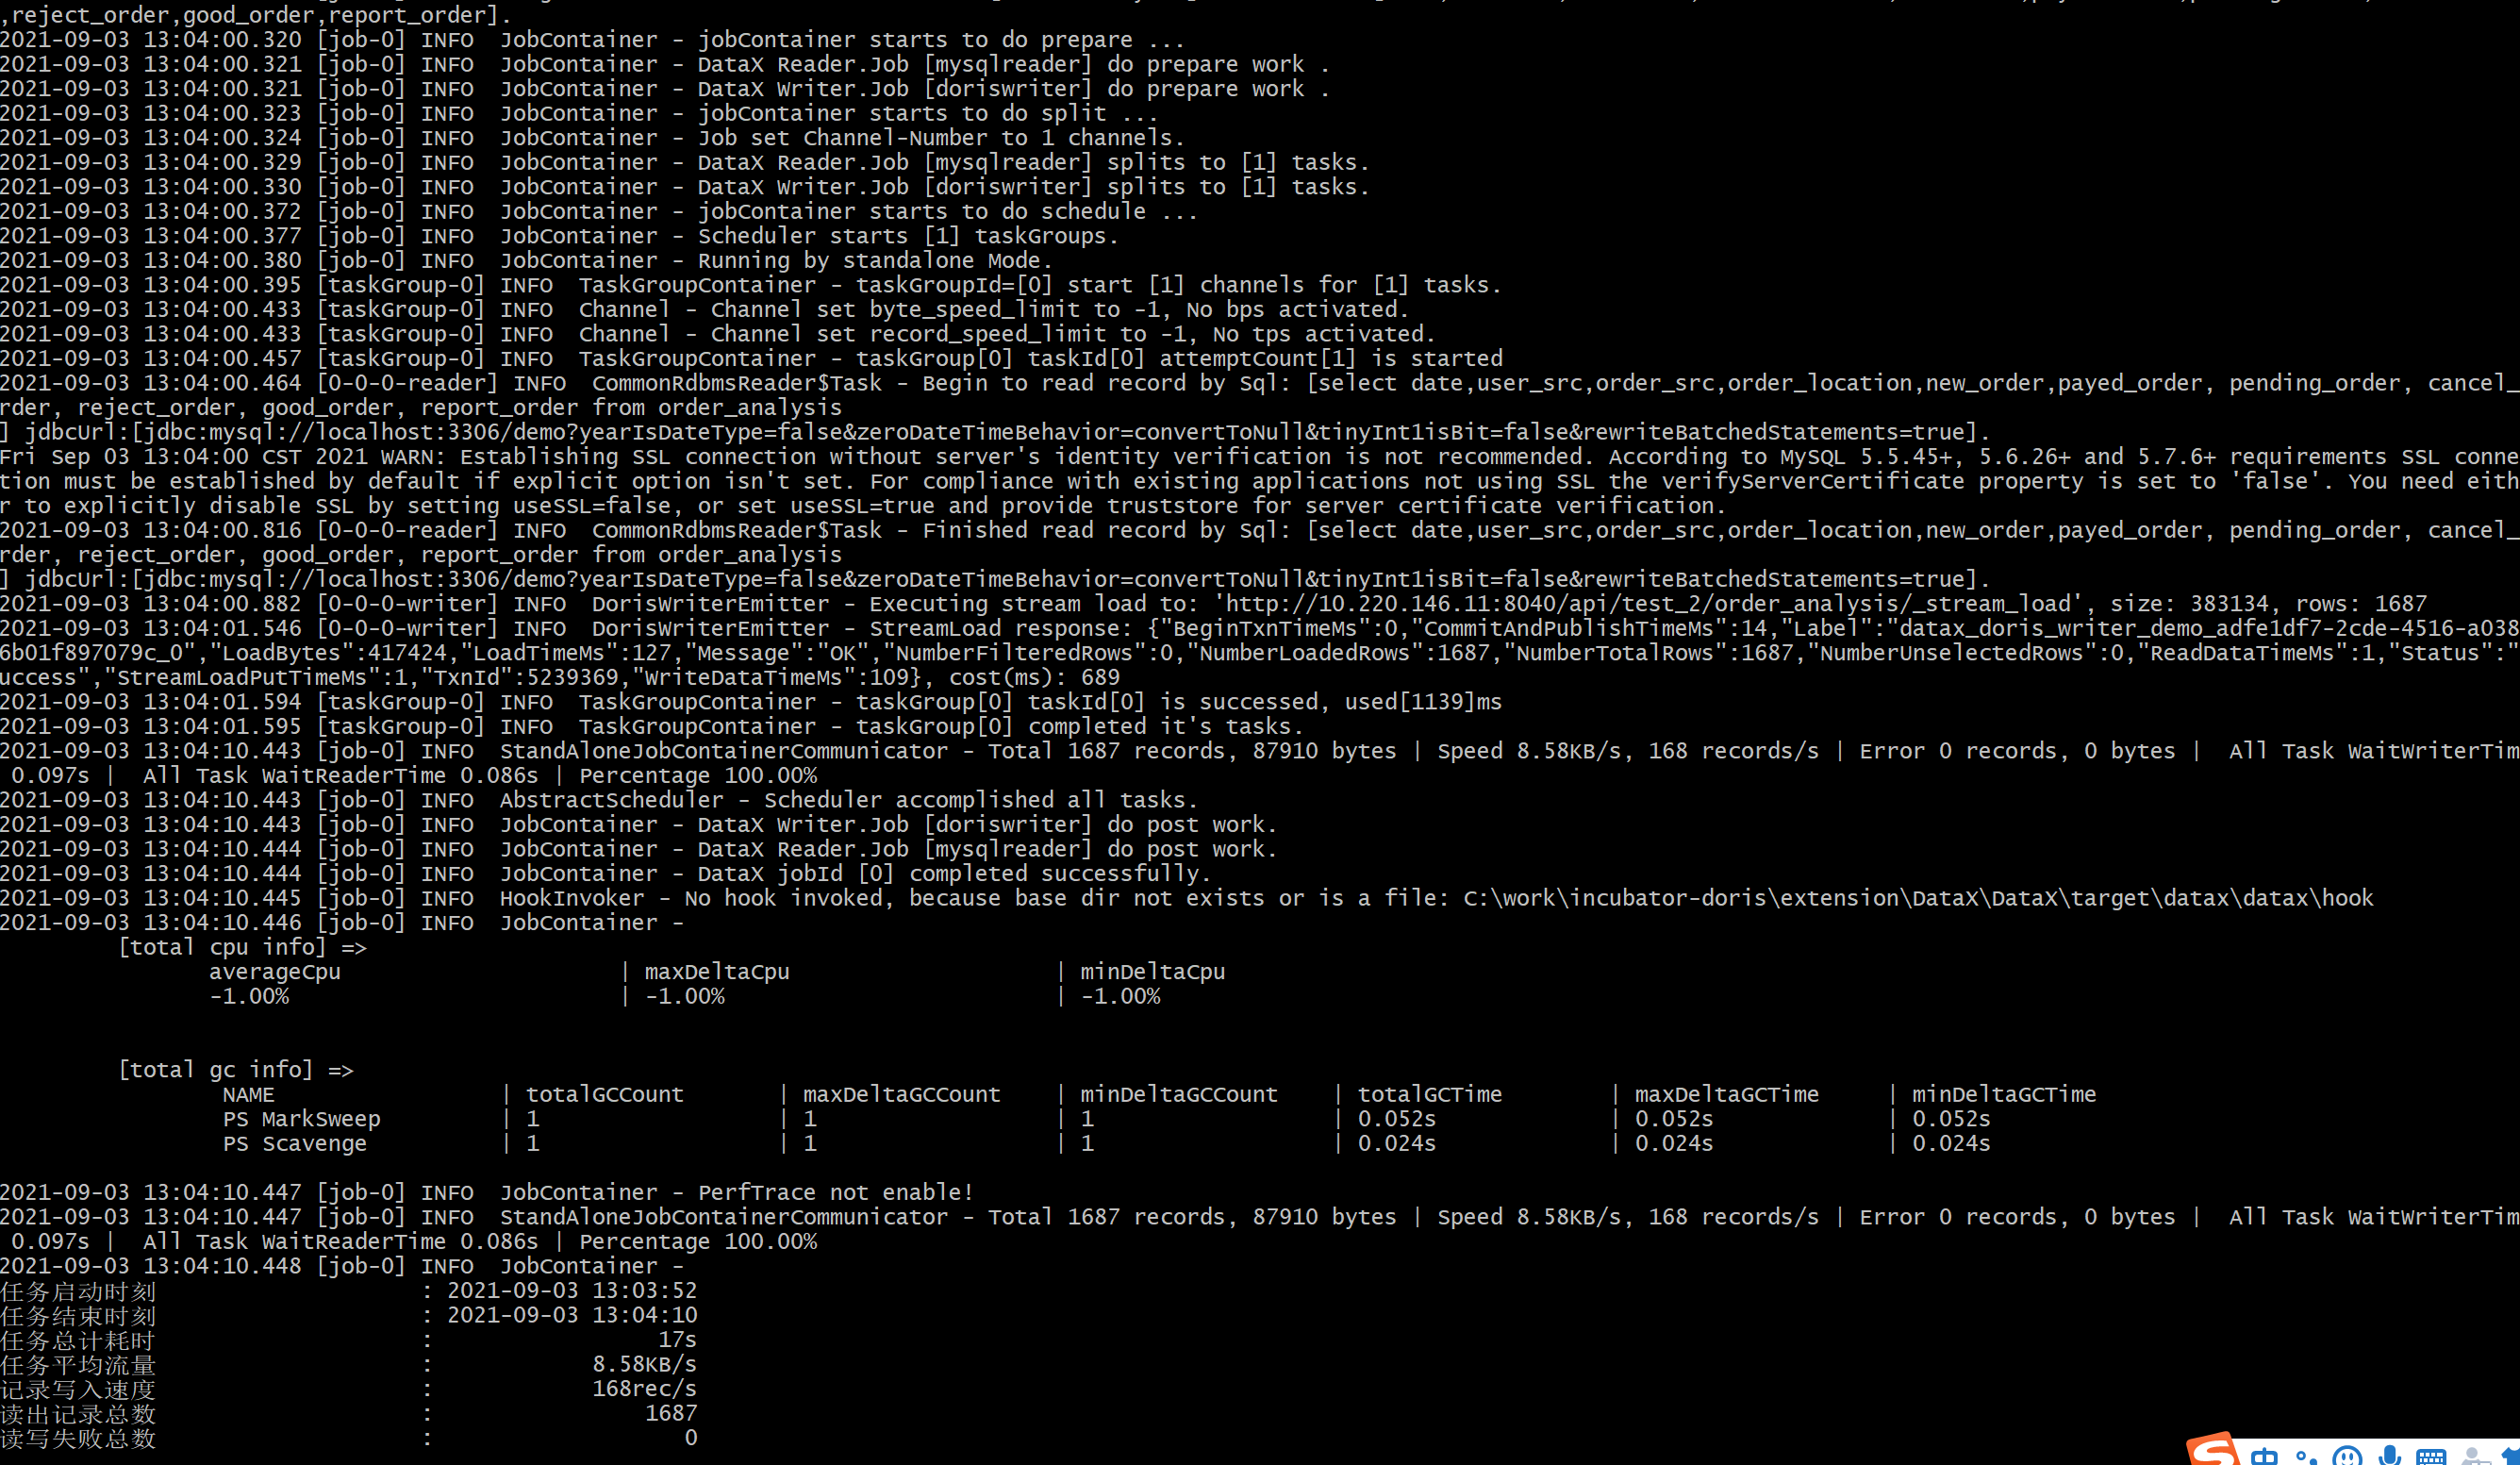 ,reject_order,good_order,report_order].
2021-09-03 13:04:00.320 [job-0] INFO  JobContainer - jobContainer starts to do prepare ...
2021-09-03 13:04:00.321 [job-0] INFO  JobContainer - DataX Reader.Job [mysqlreader] do prepare work .
2021-09-03 13:04:00.321 [job-0] INFO  JobContainer - DataX Writer.Job [doriswriter] do prepare work .
2021-09-03 13:04:00.323 [job-0] INFO  JobContainer - jobContainer starts to do split ...
2021-09-03 13:04:00.324 [job-0] INFO  JobContainer - Job set Channel-Number to 1 channels.
2021-09-03 13:04:00.329 [job-0] INFO  JobContainer - DataX Reader.Job [mysqlreader] splits to [1] tasks.
2021-09-03 13:04:00.330 [job-0] INFO  JobContainer - DataX Writer.Job [doriswriter] splits to [1] tasks.
2021-09-03 13:04:00.372 [job-0] INFO  JobContainer - jobContainer starts to do schedule ...
2021-09-03 13:04:00.377 [job-0] INFO  JobContainer - Scheduler starts [1] taskGroups.
2021-09-03 13:04:00.380 [job-0] INFO  JobContainer - Running by standalone Mode.
2021-09-03 13:04:00.395 [taskGroup-0] INFO  TaskGroupContainer - taskGroupId=[0] start [1] channels for [1] tasks.
2021-09-03 13:04:00.433 [taskGroup-0] INFO  Channel - Channel set byte_speed_limit to -1, No bps activated.
2021-09-03 13:04:00.433 [taskGroup-0] INFO  Channel - Channel set record_speed_limit to -1, No tps activated.
2021-09-03 13:04:00.457 [taskGroup-0] INFO  TaskGroupContainer - taskGroup[0] taskId[0] attemptCount[1] is started
2021-09-03 13:04:00.464 [0-0-0-reader] INFO  CommonRdbmsReader$Task - Begin to read record by Sql: [select date,user_src,order_src,order_location,new_order,payed_order, pending_order, cancel_
rder, reject_order, good_order, report_order from order_analysis
] jdbcUrl:[jdbc:mysql://localhost:3306/demo?yearIsDateType=false&zeroDateTimeBehavior=convertToNull&tinyInt1isBit=false&rewriteBatchedStatements=true].
Fri Sep 03 13:04:00 CST 2021 WARN: Establishing SSL connection without server's identity verification is not recommended. According to MySQL 5.5.45+, 5.6.26+ and 5.7.6+ requirements SSL conne
tion must be established by default if explicit option isn't set. For compliance with existing applications not using SSL the verifyServerCertificate property is set to 'false'. You need eith
r to explicitly disable SSL by setting useSSL=false, or set useSSL=true and provide truststore for server certificate verification.
2021-09-03 13:04:00.816 [0-0-0-reader] INFO  CommonRdbmsReader$Task - Finished read record by Sql: [select date,user_src,order_src,order_location,new_order,payed_order, pending_order, cancel_
rder, reject_order, good_order, report_order from order_analysis
] jdbcUrl:[jdbc:mysql://localhost:3306/demo?yearIsDateType=false&zeroDateTimeBehavior=convertToNull&tinyInt1isBit=false&rewriteBatchedStatements=true].
2021-09-03 13:04:00.882 [0-0-0-writer] INFO  DorisWriterEmitter - Executing stream load to: 'http://10.220.146.11:8040/api/test_2/order_analysis/_stream_load', size: 383134, rows: 1687
2021-09-03 13:04:01.546 [0-0-0-writer] INFO  DorisWriterEmitter - StreamLoad response: {"BeginTxnTimeMs":0,"CommitAndPublishTimeMs":14,"Label":"datax_doris_writer_demo_adfe1df7-2cde-4516-a038
6b01f897079c_0","LoadBytes":417424,"LoadTimeMs":127,"Message":"OK","NumberFilteredRows":0,"NumberLoadedRows":1687,"NumberTotalRows":1687,"NumberUnselectedRows":0,"ReadDataTimeMs":1,"Status":"
uccess","StreamLoadPutTimeMs":1,"TxnId":5239369,"WriteDataTimeMs":109}, cost(ms): 689
2021-09-03 13:04:01.594 [taskGroup-0] INFO  TaskGroupContainer - taskGroup[0] taskId[0] is successed, used[1139]ms
2021-09-03 13:04:01.595 [taskGroup-0] INFO  TaskGroupContainer - taskGroup[0] completed it's tasks.
2021-09-03 13:04:10.443 [job-0] INFO  StandAloneJobContainerCommunicator - Total 1687 records, 87910 bytes | Speed 8.58KB/s, 168 records/s | Error 0 records, 0 bytes |  All Task WaitWriterTim
 0.097s |  All Task WaitReaderTime 0.086s | Percentage 100.00%
2021-09-03 13:04:10.443 [job-0] INFO  AbstractScheduler - Scheduler accomplished all tasks.
2021-09-03 13:04:10.443 [job-0] INFO  JobContainer - DataX Writer.Job [doriswriter] do post work.
2021-09-03 13:04:10.444 [job-0] INFO  JobContainer - DataX Reader.Job [mysqlreader] do post work.
2021-09-03 13:04:10.444 [job-0] INFO  JobContainer - DataX jobId [0] completed successfully.
2021-09-03 13:04:10.445 [job-0] INFO  HookInvoker - No hook invoked, because base dir not exists or is a file: C:\work\incubator-doris\extension\DataX\DataX\target\datax\datax\hook
2021-09-03 13:04:10.446 [job-0] INFO  JobContainer -
[total cpu info] =>
averageCpu | maxDeltaCpu | minDeltaCpu
-1.00% | -1.00% | -1.00%
[total gc info] =>
NAME | totalGCCount | maxDeltaGCCount | minDeltaGCCount | totalGCTime | maxDeltaGCTime | minDeltaGCTime
PS MarkSweep | 1 | 1 | 1 | 0.052s | 0.052s | 0.052s
PS Scavenge | 1 | 1 | 1 | 0.024s | 0.024s | 0.024s
2021-09-03 13:04:10.447 [job-0] INFO  JobContainer - PerfTrace not enable!
2021-09-03 13:04:10.447 [job-0] INFO  StandAloneJobContainerCommunicator - Total 1687 records, 87910 bytes | Speed 8.58KB/s, 168 records/s | Error 0 records, 0 bytes |  All Task WaitWriterTim
 0.097s |  All Task WaitReaderTime 0.086s | Percentage 100.00%
2021-09-03 13:04:10.448 [job-0] INFO  JobContainer -
任务启动时刻 : 2021-09-03 13:03:52
任务结束时刻 : 2021-09-03 13:04:10
任务总计耗时 : 17s
任务平均流量 : 8.58KB/s
记录写入速度 : 168rec/s
读出记录总数 : 1687
读写失败总数 : 0
中